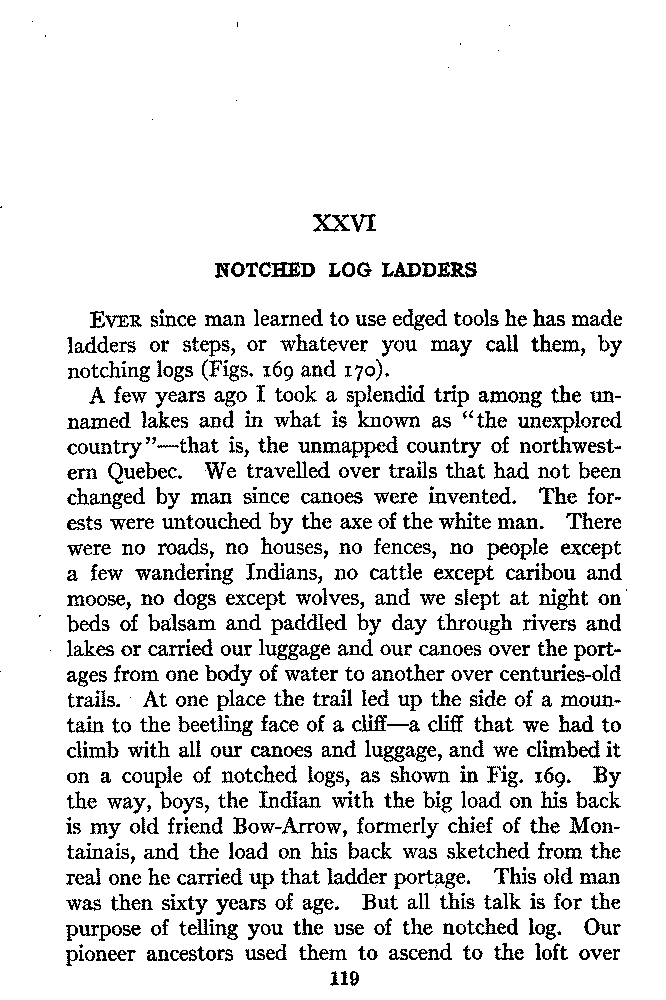 XXVI
NOTCHED LOG LADDERS
EVER since man learned to use edged tools he has made
ladders or steps, or whatever you may call them, by
notching logs (Figs. 169 and 170).
A few years ago I took a splendid trip among the un-
named lakes and in what is known as "the unexplored
country"—that is, the unmapped country of northwest-
ern Quebec. We travelled over trails that had not been
changed by man since canoes were invented. The for-
ests were untouched by the axe of the white man. There
were no roads, no houses, no fences, no people except
a few wandering Indians, no cattle except caribou and
moose, no dogs except wolves, and we slept at night on
beds of balsam and paddled by day through rivers and
lakes or carried our luggage and our canoes over the port-
ages from one body of water to another over centuries-old
trails. At one place the trail led up the side of a moun-
tain to the beetling face of a cliff—a cliff that we had to
climb with all our canoes and luggage, and we climbed it
on a couple of notched logs, as shown in Fig. 169. By
the way, boys, the Indian with the big load on his back
is my old friend Bow-Arrow, formerly chief of the Mon-
tainais, and the load on his back was sketched from the
real one he carried up that ladder portage. This old man
was then sixty years of age. But all this talk is for the
purpose of telling you the use of the notched log. Our
pioneer ancestors used them to ascend to the loft over
119